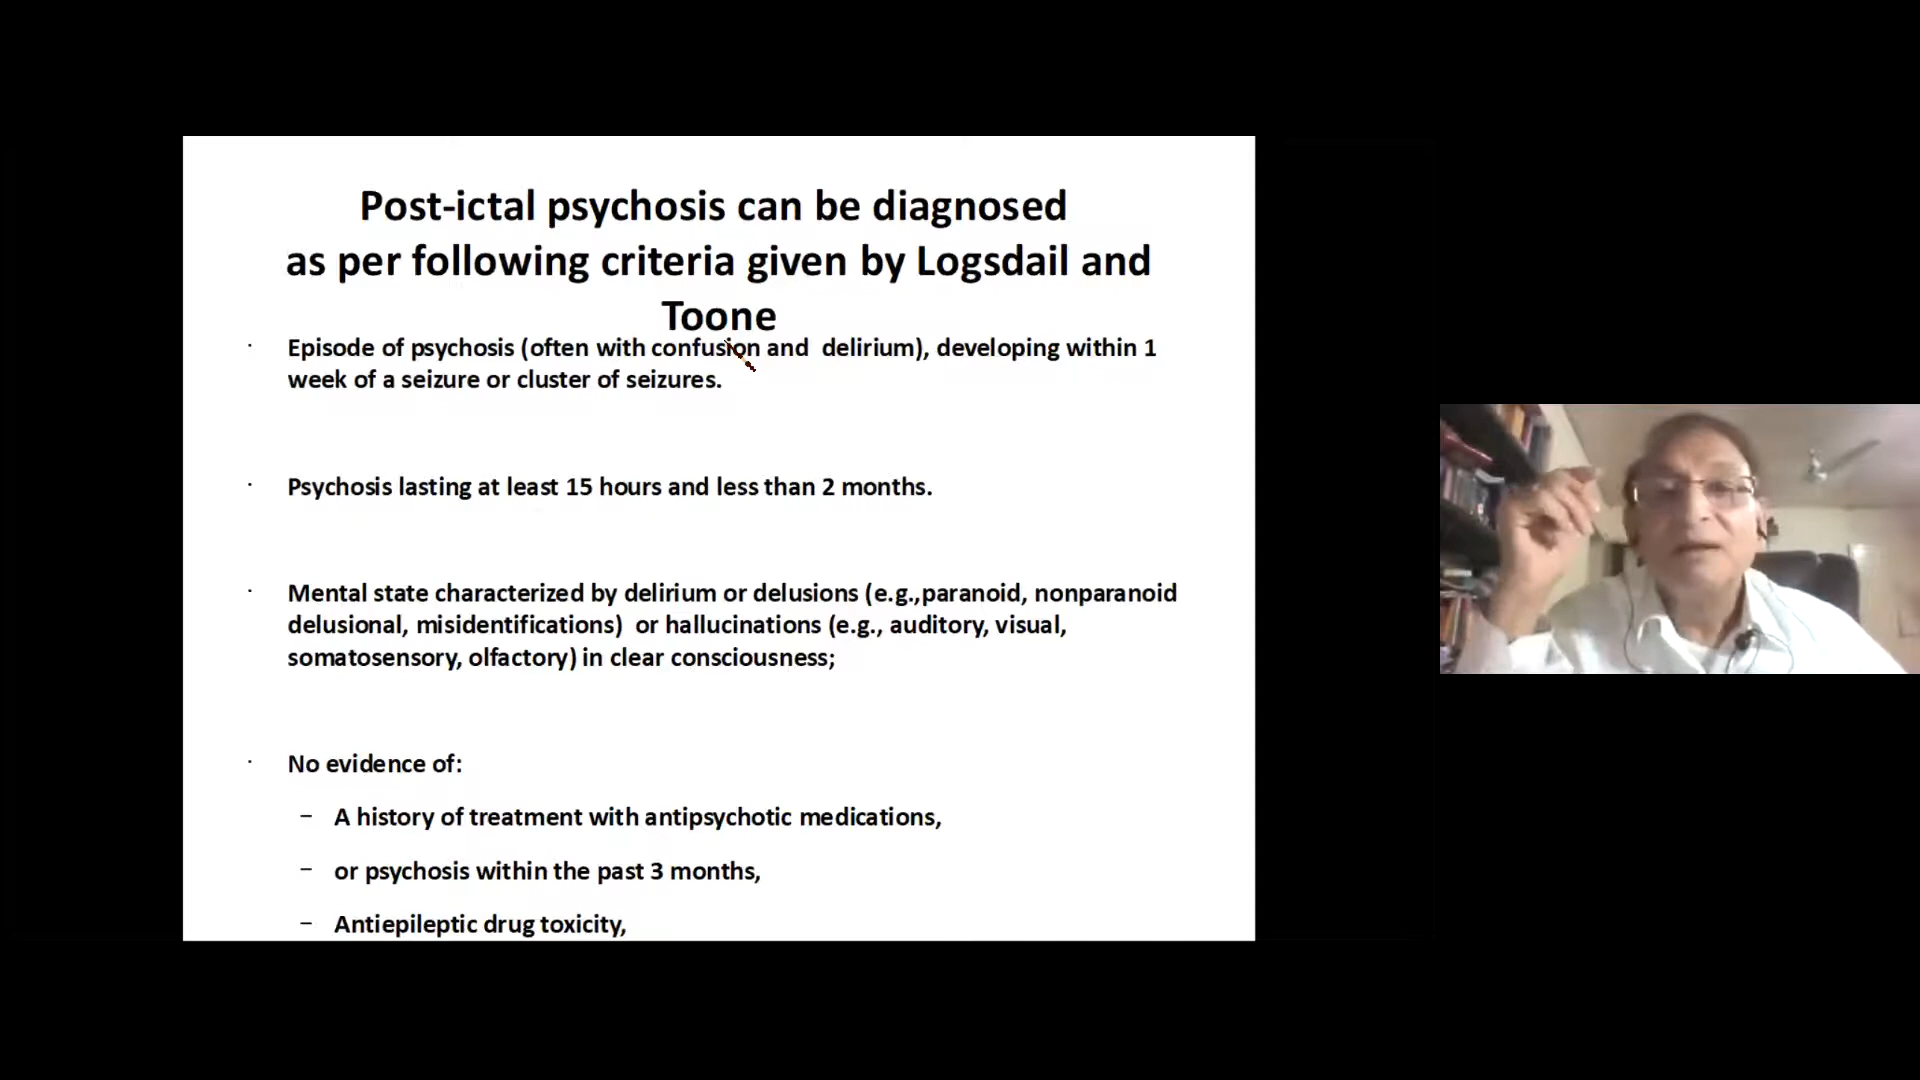 Post-ictal psychosis can be diagnosed
as per following criteria given by Logsdail and
Toone
· Episode of psychosis (often with confusion and  delirium), developing within 1
week of a seizure or cluster of seizures.
· Psychosis lasting at least 15 hours and less than 2 months.
· Mental state characterized by delirium or delusions (e.g.,paranoid, nonparanoid
delusional, misidentifications)  or hallucinations (e.g., auditory, visual,
somatosensory, olfactory) in clear consciousness;
· No evidence of:
– A history of treatment with antipsychotic medications,
– or psychosis within the past 3 months,
– Antiepileptic drug toxicity,